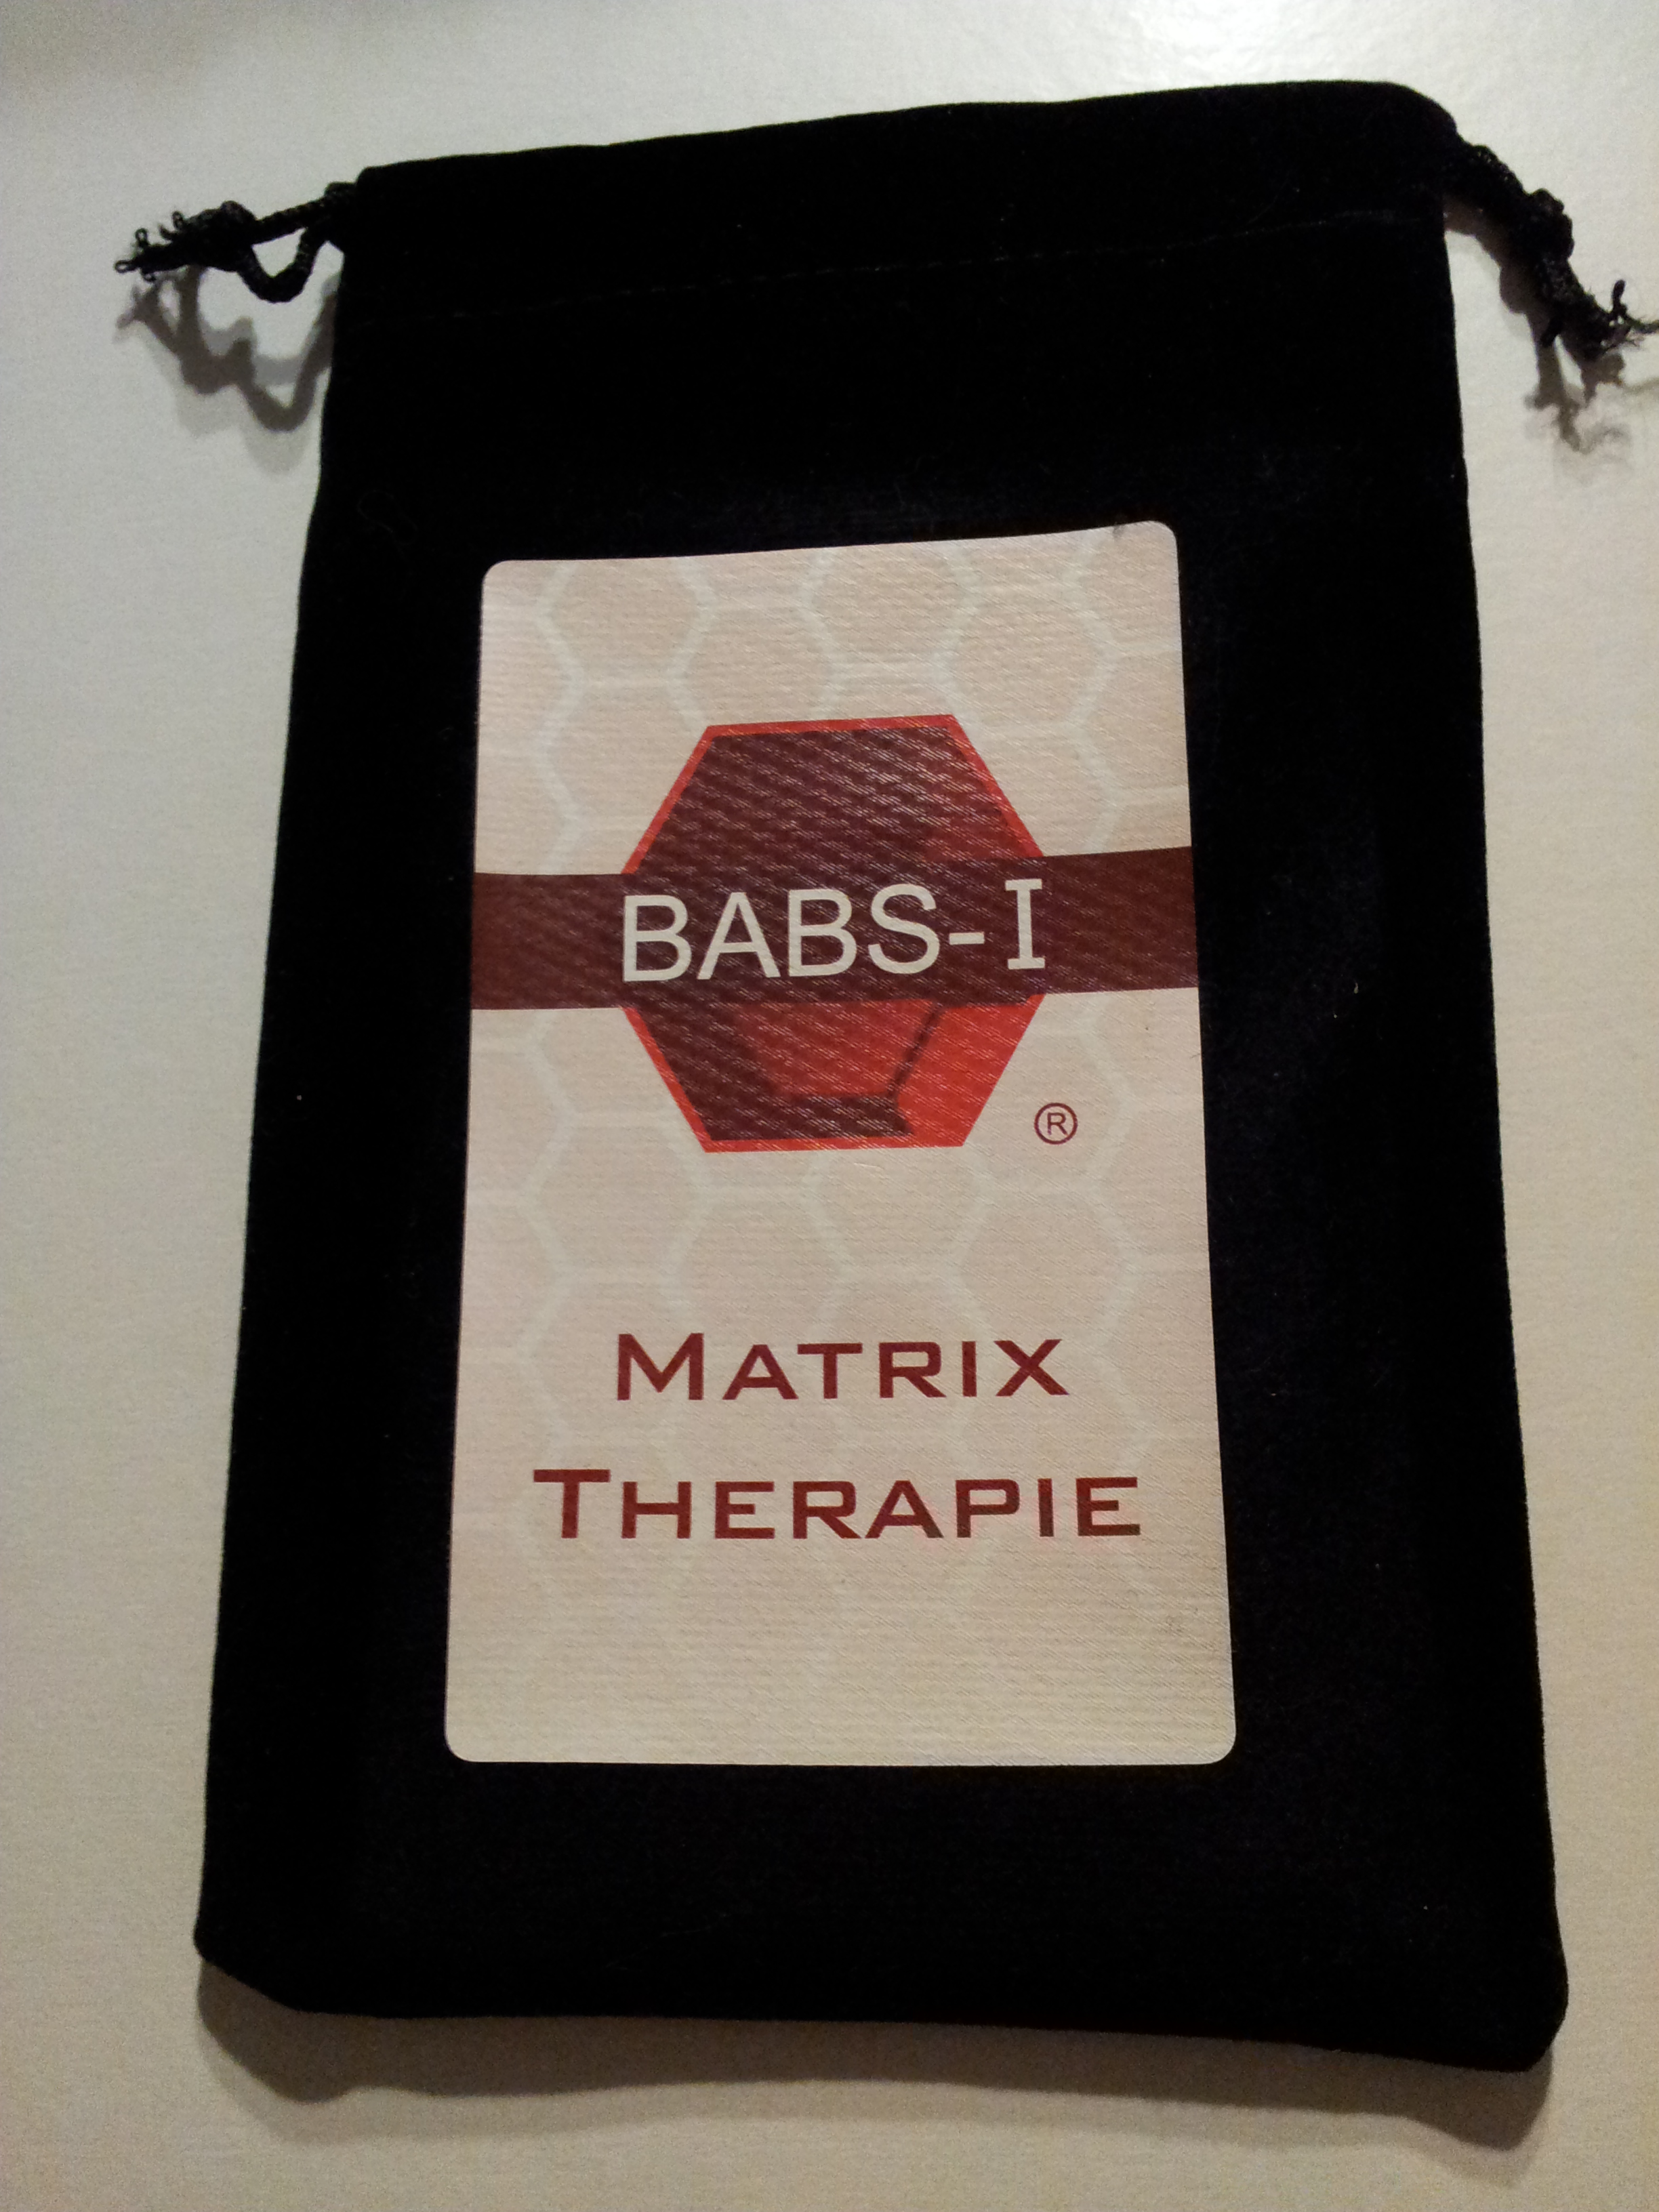 BABS-I
®
MATRIX
THERAPIE